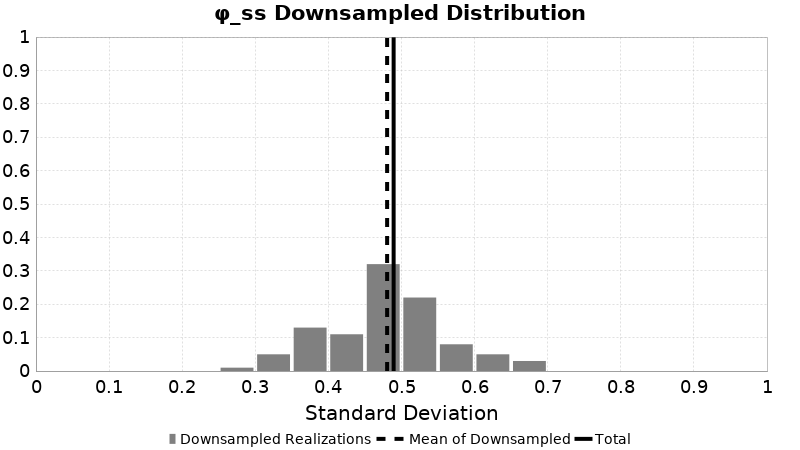 φ_ss Downsampled Distribution
1
0.9
0.8
0.7
0.6
0.5
0.4
0.3
0.2
0.1
0
0 0.1 0.2 0.3 0.4 0.5 0.6 0.7 0.8 0.9 1
Standard Deviation
Downsampled Realizations Mean of Downsampled Total